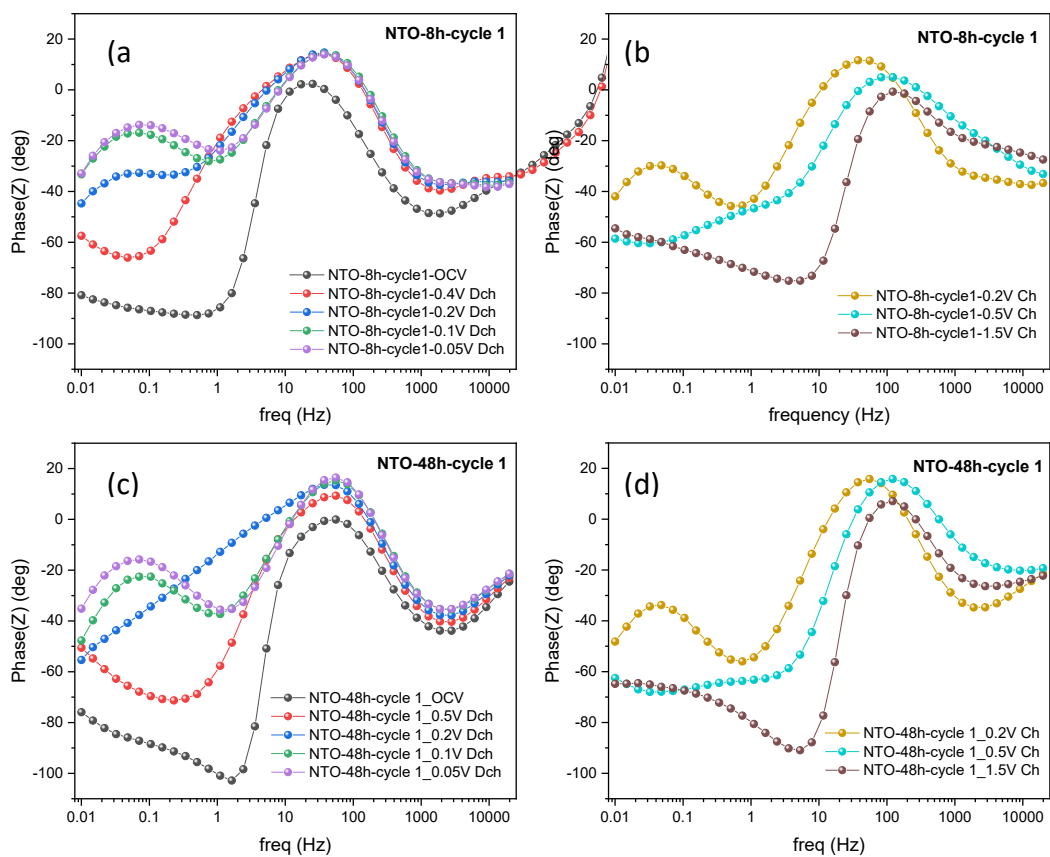 (a)
NTO-8h-cycle 1
20
0
-20
-40
-60
-80
-100
Phase(Z) (deg)
NTO-8h-cycle1-OCV
NTO-8h-cycle1-0.4V Dch
NTO-8h-cycle1-0.2V Dch
NTO-8h-cycle1-0.1V Dch
NTO-8h-cycle1-0.05V Dch
0.01 0.1 1 10 100 1000 10000
freq (Hz)
(b)
NTO-8h-cycle 1
20
0
-20
-40
-60
-80
-100
Phase(Z) (deg)
NTO-8h-cycle1-0.2V Ch
NTO-8h-cycle1-0.5V Ch
NTO-8h-cycle1-1.5V Ch
0.01 0.1 1 10 100 1000 10000
frequency (Hz)
(c)
NTO-48h-cycle 1
20
0
-20
-40
-60
-80
-100
Phase(Z) (deg)
NTO-48h-cycle 1_OCV
NTO-48h-cycle 1_0.5V Dch
NTO-48h-cycle 1_0.2V Dch
NTO-48h-cycle 1_0.1V Dch
NTO-48h-cycle 1_0.05V Dch
0.01 0.1 1 10 100 1000 10000
freq (Hz)
(d)
NTO-48h-cycle 1
20
0
-20
-40
-60
-80
-100
Phase(Z) (deg)
NTO-48h-cycle 1_0.2V Ch
NTO-48h-cycle 1_0.5V Ch
NTO-48h-cycle 1_1.5V Ch
0.01 0.1 1 10 100 1000 10000
freq (Hz)